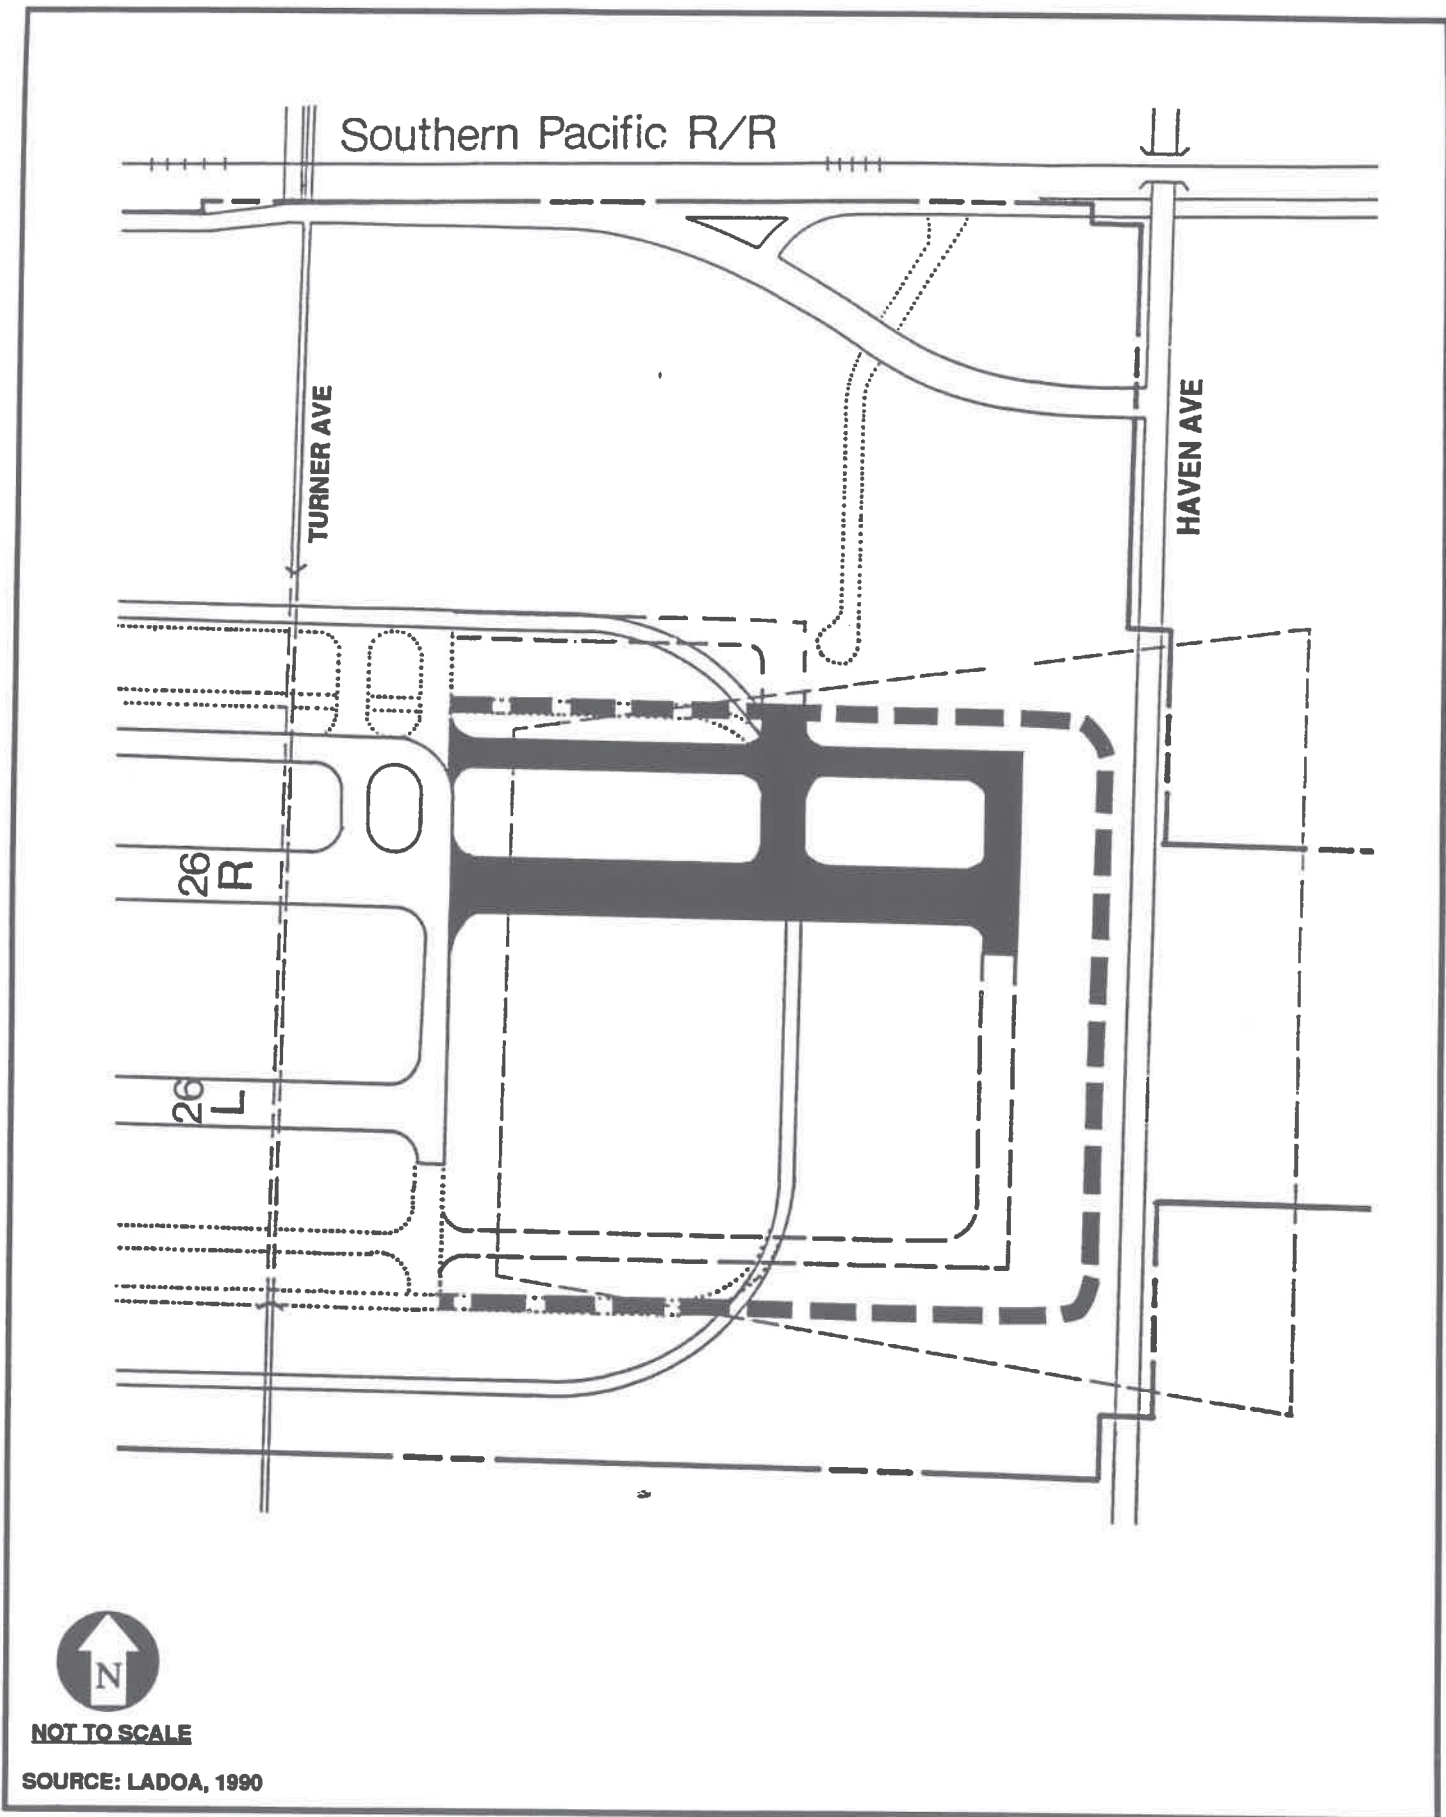 Southern Pacific R/R
TURNER AVE
HAVEN AVE
26
R
26
L
N
NOT TO SCALE
SOURCE: LADOA, 1990